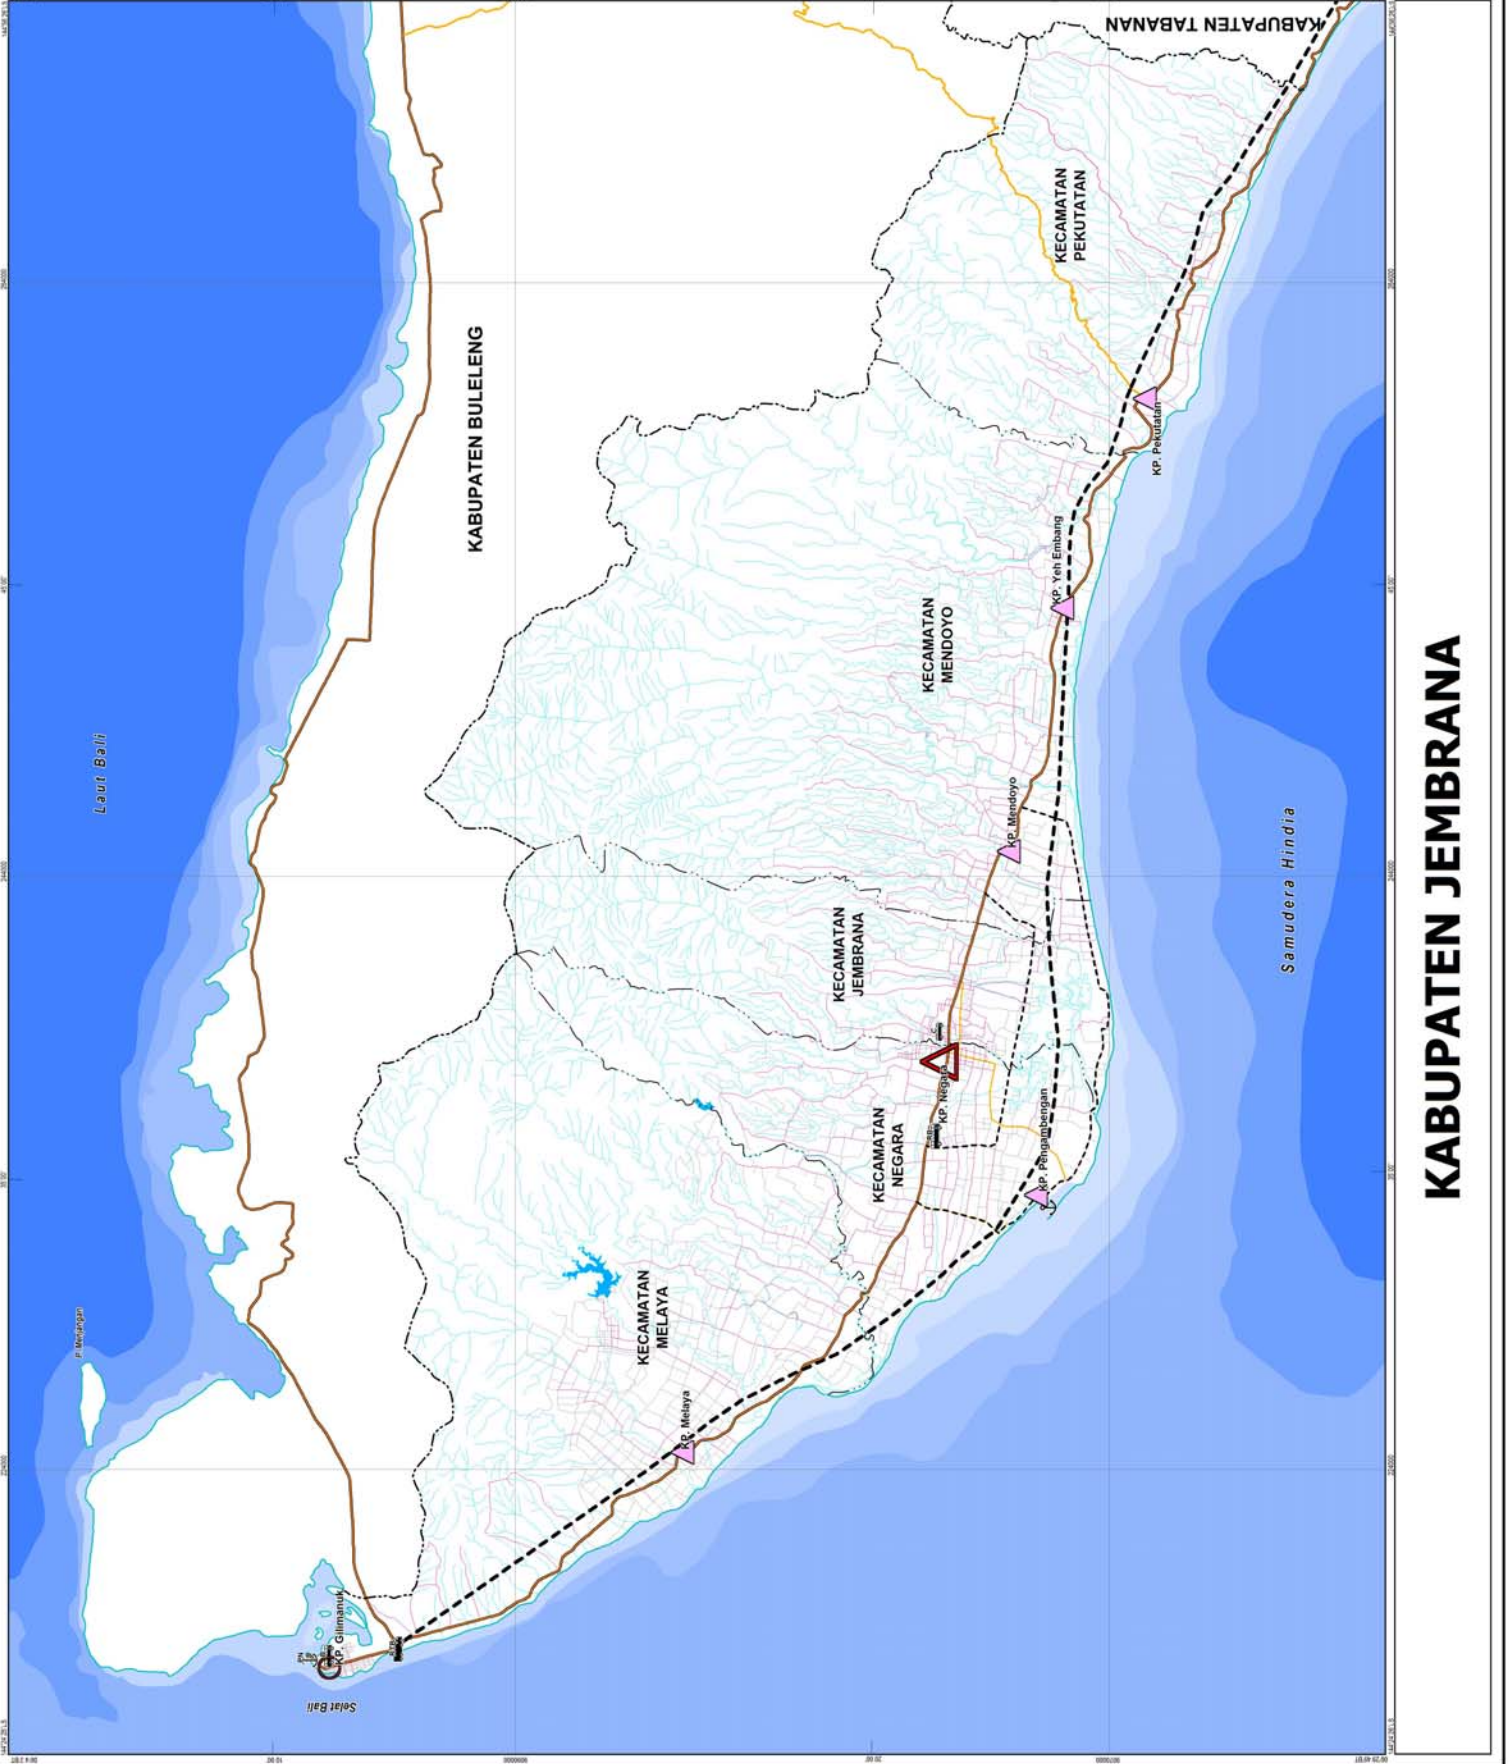 KABUPATEN JEMBRANA
Laut Bali
P. Menjangan
Selat Bali
KP. Gilimanuk
KABUPATEN BULELENG
KABUPATEN TABANAN
KECAMATAN
MELAYA
KP. Melaya
KECAMATAN
NEGARA
KP. Negara
KP. Pengambengan
KECAMATAN
JEMBRANA
KECAMATAN
MENDOYO
KP. Mendoyo
KP. Yeh Embang
KECAMATAN
PEKUTATAN
KP. Pekutatan
Samudera Hindia